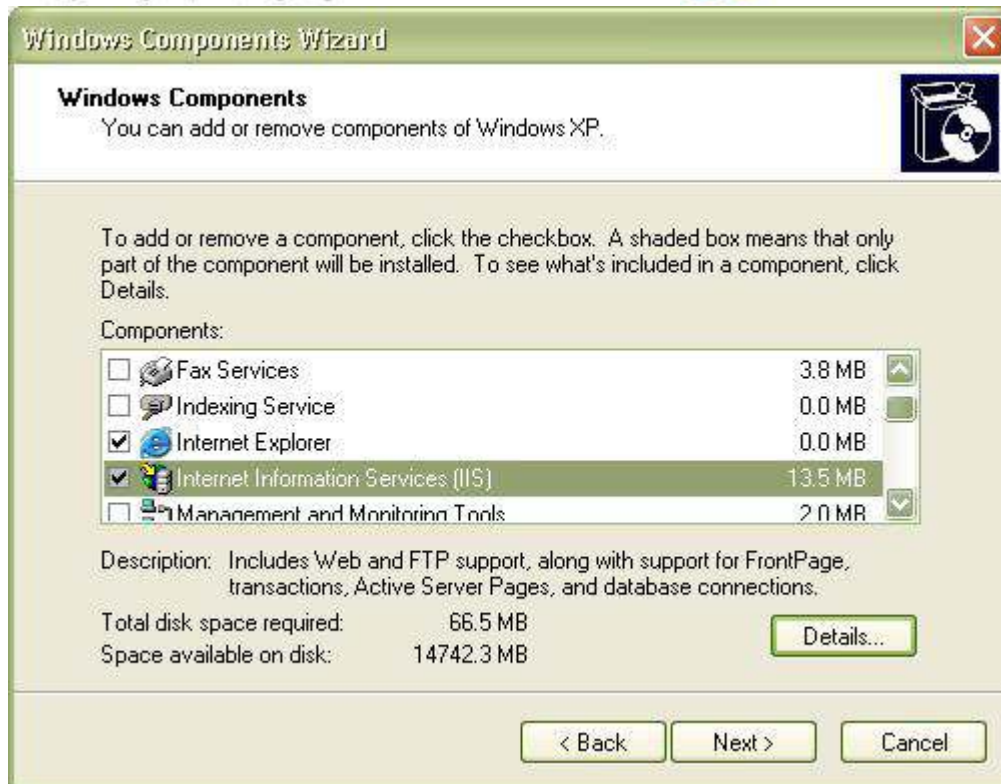 Windows Components Wizard
Windows Components
You can add or remove components of Windows XP.
To add or remove a component, click the checkbox. A shaded box means that only
part of the component will be installed. To see what's included in a component, click
Details.
Components:
Fax Services 3.8 MB
Indexing Service 0.0 MB
Internet Explorer 0.0 MB
Internet Information Services (IIS) 13.5 MB
Management and Monitoring Tools 2.0 MB
Description: Includes Web and FTP support, along with support for FrontPage,
transactions, Active Server Pages, and database connections.
Total disk space required: 66.5 MB
Space available on disk: 14742.3 MB
Details...
< Back Next > Cancel